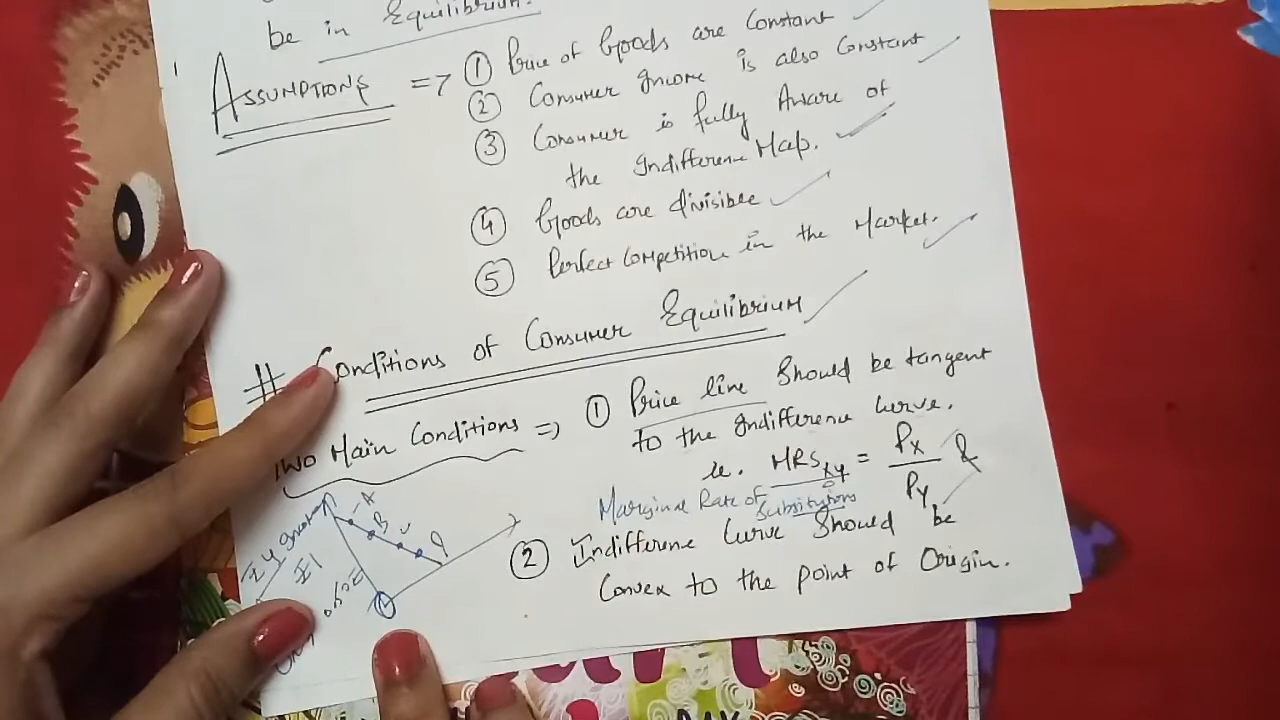 be in Equilibrium.
ASSUMPTIONS => ① Price of Goods are Constant
② Consumer Income is also Constant
③ Consumer is fully Aware of
the Indifference Map.
④ Goods are divisible
⑤ Perfect Competition in the Market.
# Conditions of Consumer Equilibrium
Two Main Conditions => ① Price line Should be tangent
to the Indifference Curve.
ie. MRSxy = Px / Py &
Marginal Rate of Substitutions
② Indifference Curve Should be
Convex to the point of Origin.
A
B
C